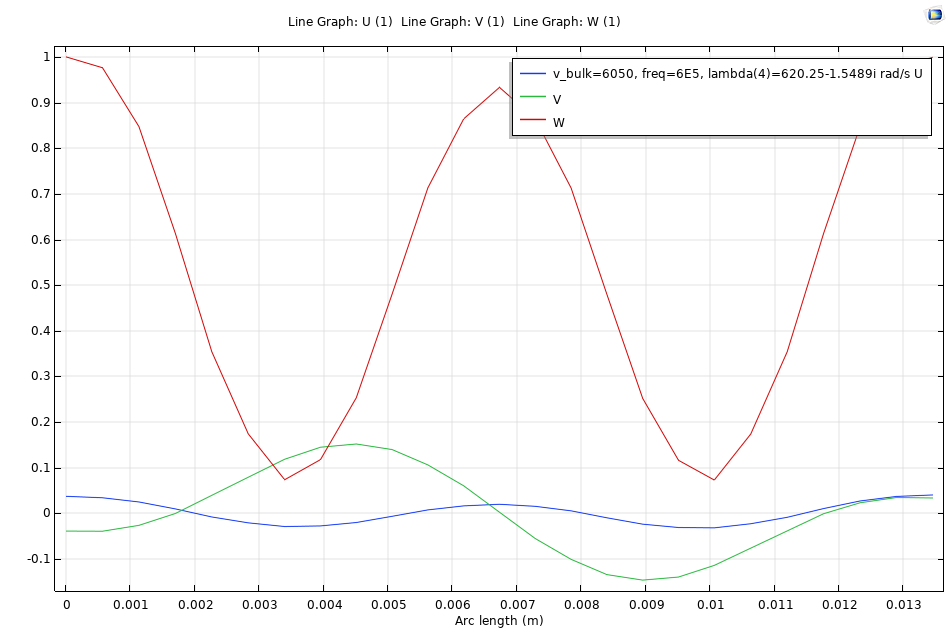 Line Graph: U (1)  Line Graph: V (1)  Line Graph: W (1)
v_bulk=6050, freq=6E5, lambda(4)=620.25-1.5489i rad/s U
V
W
1
0.9
0.8
0.7
0.6
0.5
0.4
0.3
0.2
0.1
0
-0.1
0 0.001 0.002 0.003 0.004 0.005 0.006 0.007 0.008 0.009 0.01 0.011 0.012 0.013
Arc length (m)